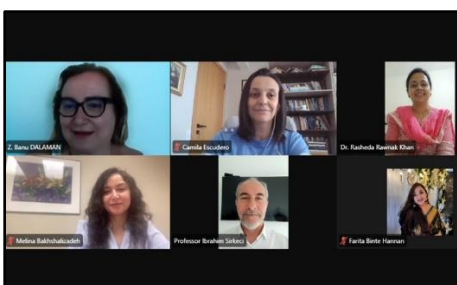 Z. Banu DALAMAN
Camila Escudero
Dr. Rasheda Rawnak Khan
Melina Bakhshalizadeh
Professor Ibrahim Sirkeci
Farita Binte Hannan